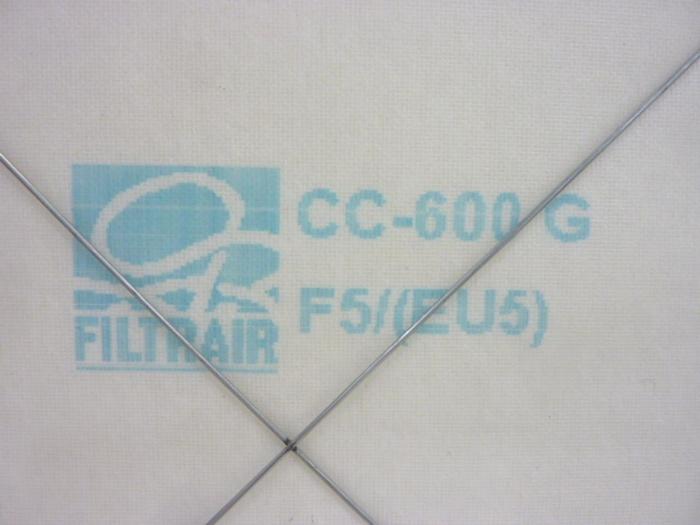 CC-600 G
F5/(EU5)
FILTRAIR